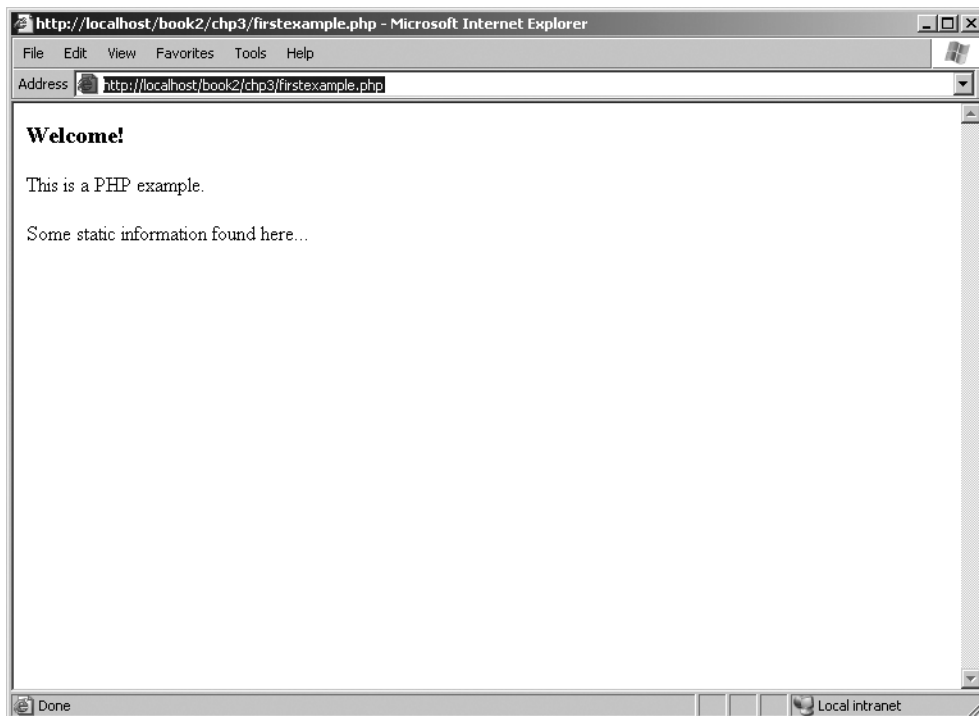 http://localhost/book2/chp3/firstexample.php - Microsoft Internet Explorer
File Edit View Favorites Tools Help
Address http://localhost/book2/chp3/firstexample.php
Welcome!
This is a PHP example.
Some static information found here...
Done Local intranet